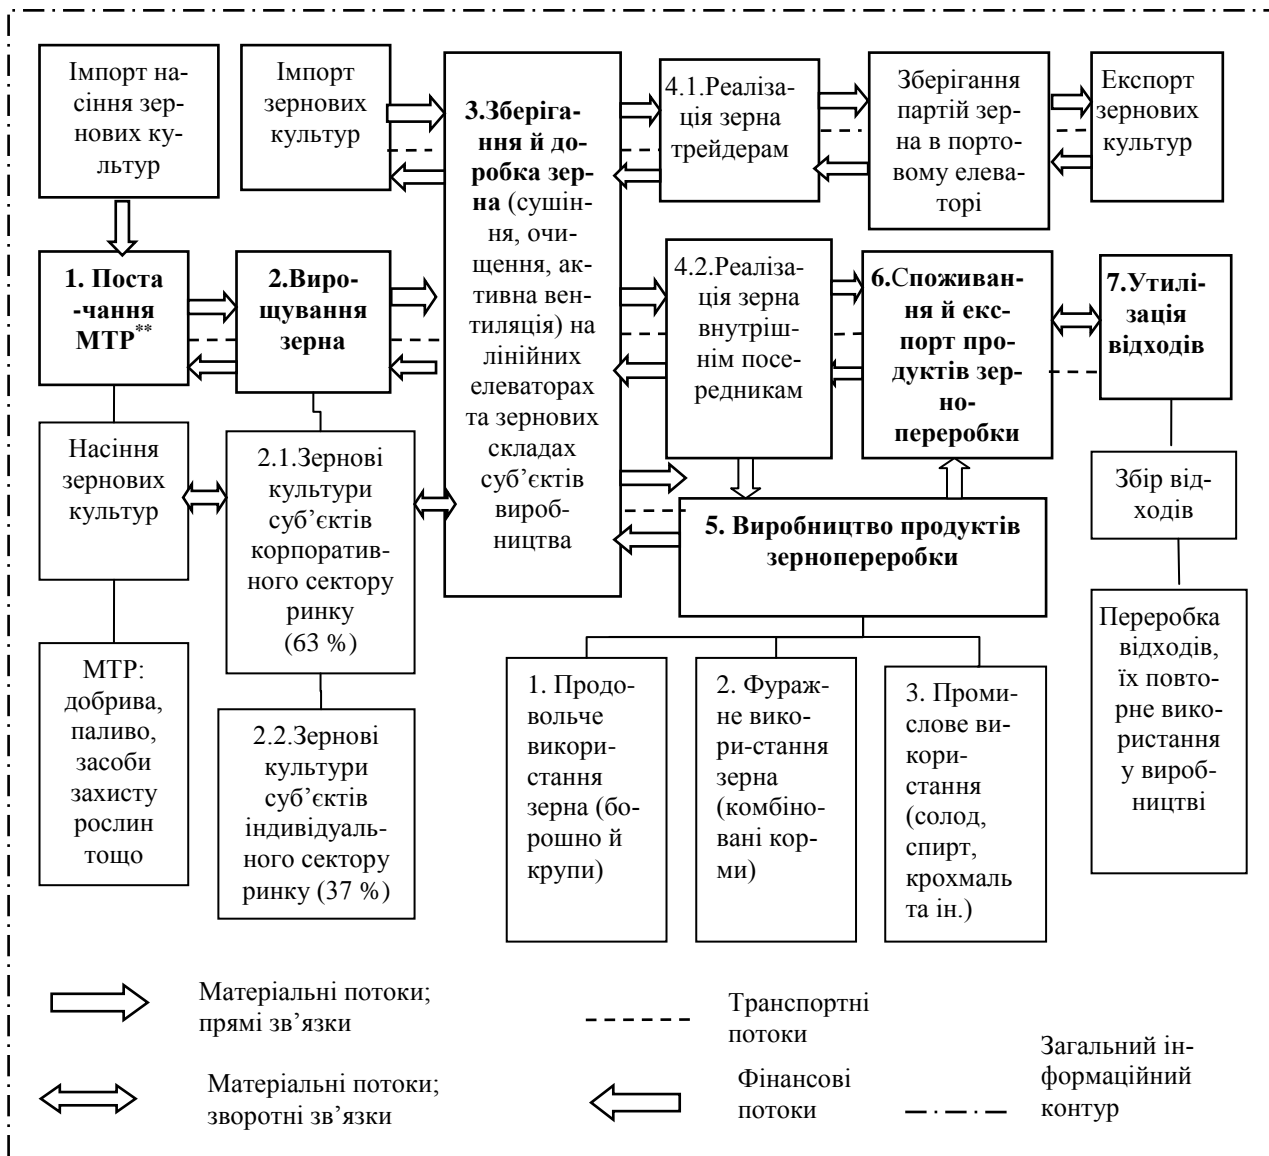 Імпорт на-
сіння зер-
нових ку-
льтур
Імпорт
зернових
культур
3.Зберіга-
ння й до-
робка зер-
на (сушін-
ня, очи-
щення, ак-
тивна вен-
тиляція) на
лінійних
елеваторах
та зернових
складах
суб’єктів
вироб-
ництва
4.1.Реаліза-
ція зерна
трейдерам
Зберігання
партій зер-
на в порто-
вому елева-
торі
Експорт
зернових
культур
1. Поста
-чання
МТР**
2.Виро-
щування
зерна
4.2.Реаліза-
ція зерна
внутріш-
нім посе-
редникам
6.Споживан-
ня й екс-
порт про-
дуктів зер-
но-
переробки
7.Утилі-
зація
відходів
Насіння
зернових
культур
2.1.Зернові
культури
суб’єктів
корпоратив-
ного сектору
ринку
(63 %)
5. Виробництво продуктів
зернопереробки
Збір від-
ходів
МТР:
добрива,
паливо,
засоби
захисту
рослин
тощо
2.2.Зернові
культури
суб’єктів
індивідуаль-
ного сектору
ринку (37 %)
1. Продо-
вольче
викори-
стання
зерна (бо-
рошно й
крупи)
2. Фураж-
не вико-
ри-стання
зерна
(комбіно-
вані кор-
ми)
3. Проми-
слове ви-
кори-
стання
(солод,
спирт,
крохмаль
та ін.)
Переробка
відходів,
їх повто-
рне вико-
ристання
у вироб-
ництві
Матеріальні потоки;
прямі зв’язки
Транспортні
потоки
Матеріальні потоки;
зворотні зв’язки
Фінансові
потоки
Загальний ін-
формаційний
контур